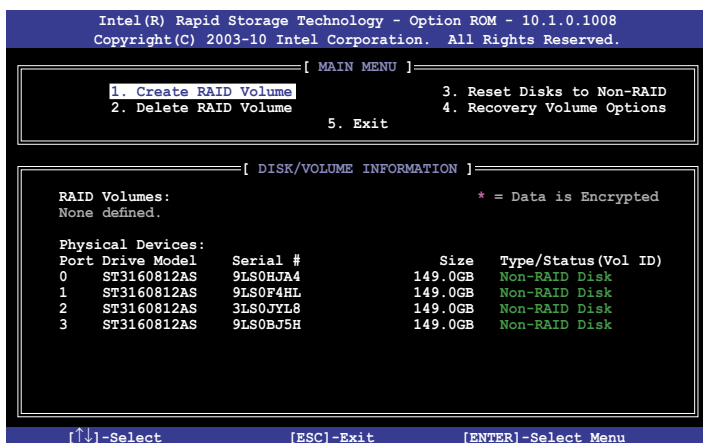 Intel(R) Rapid Storage Technology - Option ROM - 10.1.0.1008
Copyright(C) 2003-10 Intel Corporation. All Rights Reserved.
[ MAIN MENU ]
1. Create RAID Volume 3. Reset Disks to Non-RAID
2. Delete RAID Volume 4. Recovery Volume Options
5. Exit
[ DISK/VOLUME INFORMATION ]
RAID Volumes: * = Data is Encrypted
None defined.
Physical Devices:
Port Drive Model Serial # Size Type/Status(Vol ID)
0 ST3160812AS 9LS0HJA4 149.0GB Non-RAID Disk
1 ST3160812AS 9LS0F4HL 149.0GB Non-RAID Disk
2 ST3160812AS 3LS0JYL8 149.0GB Non-RAID Disk
3 ST3160812AS 9LS0BJ5H 149.0GB Non-RAID Disk
[↑↓]-Select [ESC]-Exit [ENTER]-Select Menu